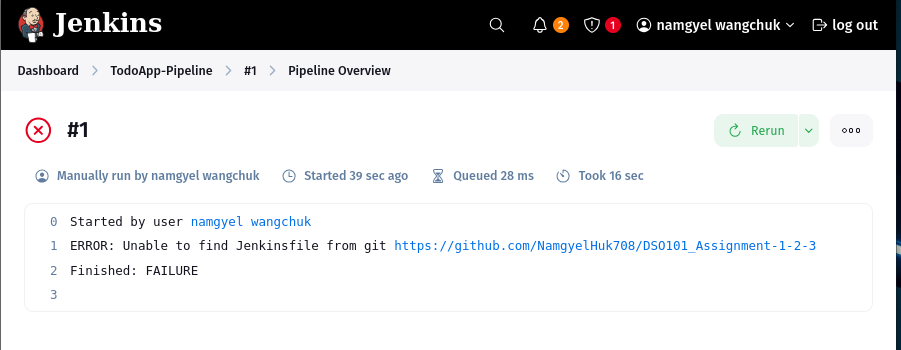 Jenkins
2
1
namgyel wangchuk
log out
Dashboard
TodoApp-Pipeline
#1
Pipeline Overview
#1
Rerun
Manually run by namgyel wangchuk
Started 39 sec ago
Queued 28 ms
Took 16 sec
0 Started by user namgyel wangchuk
1 ERROR: Unable to find Jenkinsfile from git https://github.com/NamgyelHuk708/DSO101_Assignment-1-2-3
2 Finished: FAILURE
3